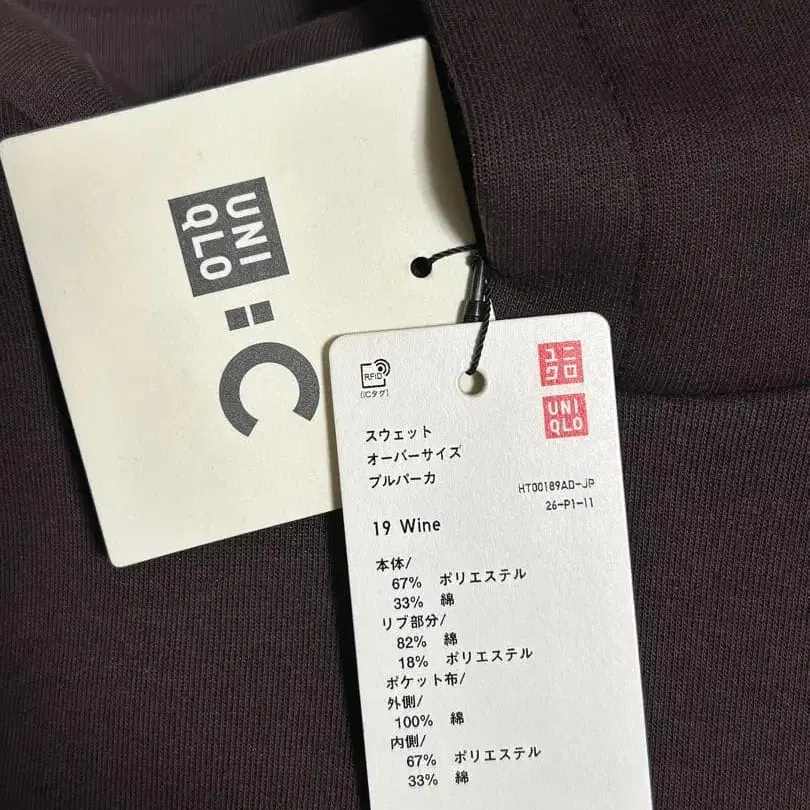 UNI
QLO
:C
RFID
(ICタグ)
ユニ
クロ
UNI
QLO
スウェット
オーバーサイズ
プルパーカ
HT00189AD-JP
26-P1-11
19 Wine
本体/
67% ポリエステル
33% 綿
リブ部分/
82% 綿
18% ポリエステル
ポケット布/
外側/
100% 綿
内側/
67% ポリエステル
33% 綿